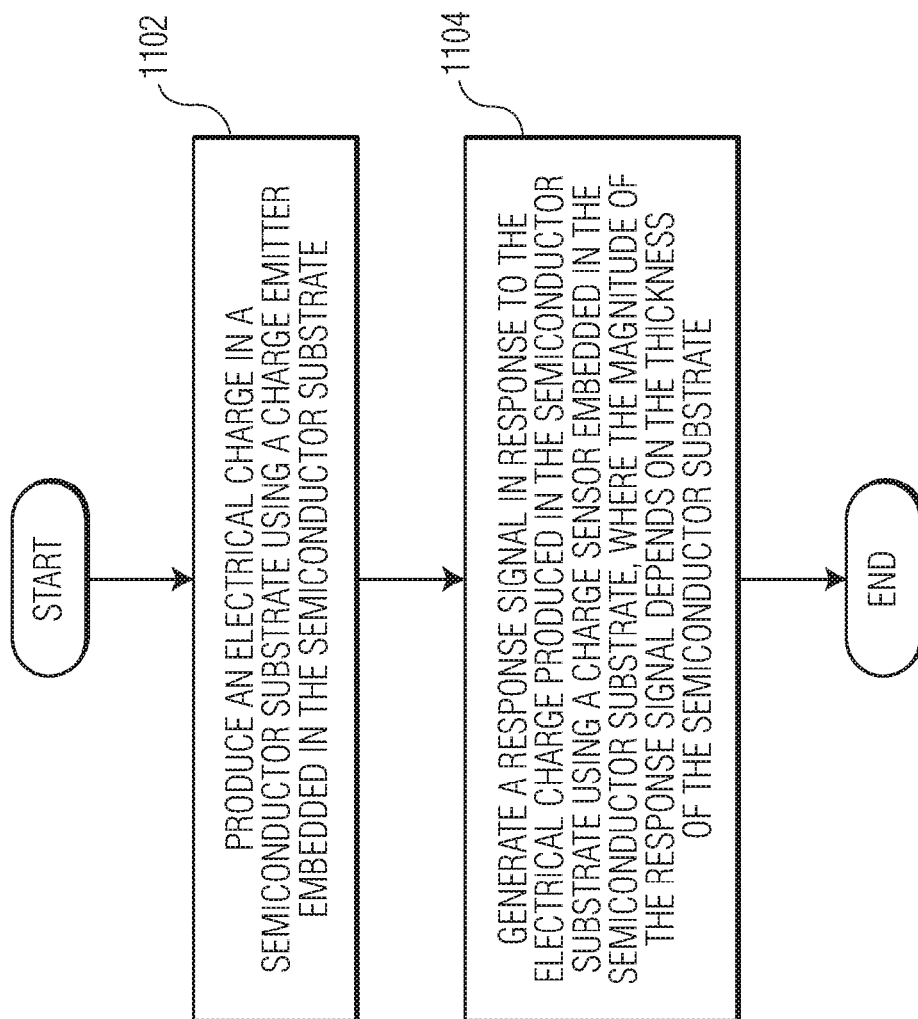 START
PRODUCE AN ELECTRICAL CHARGE IN A
SEMICONDUCTOR SUBSTRATE USING A CHARGE EMITTER
EMBEDDED IN THE SEMICONDUCTOR SUBSTRATE
1102
GENERATE A RESPONSE SIGNAL IN RESPONSE TO THE
ELECTRICAL CHARGE PRODUCED IN THE SEMICONDUCTOR
SUBSTRATE USING A CHARGE SENSOR EMBEDDED IN THE
SEMICONDUCTOR SUBSTRATE, WHERE THE MAGNITUDE OF
THE RESPONSE SIGNAL DEPENDS ON THE THICKNESS
OF THE SEMICONDUCTOR SUBSTRATE
1104
END